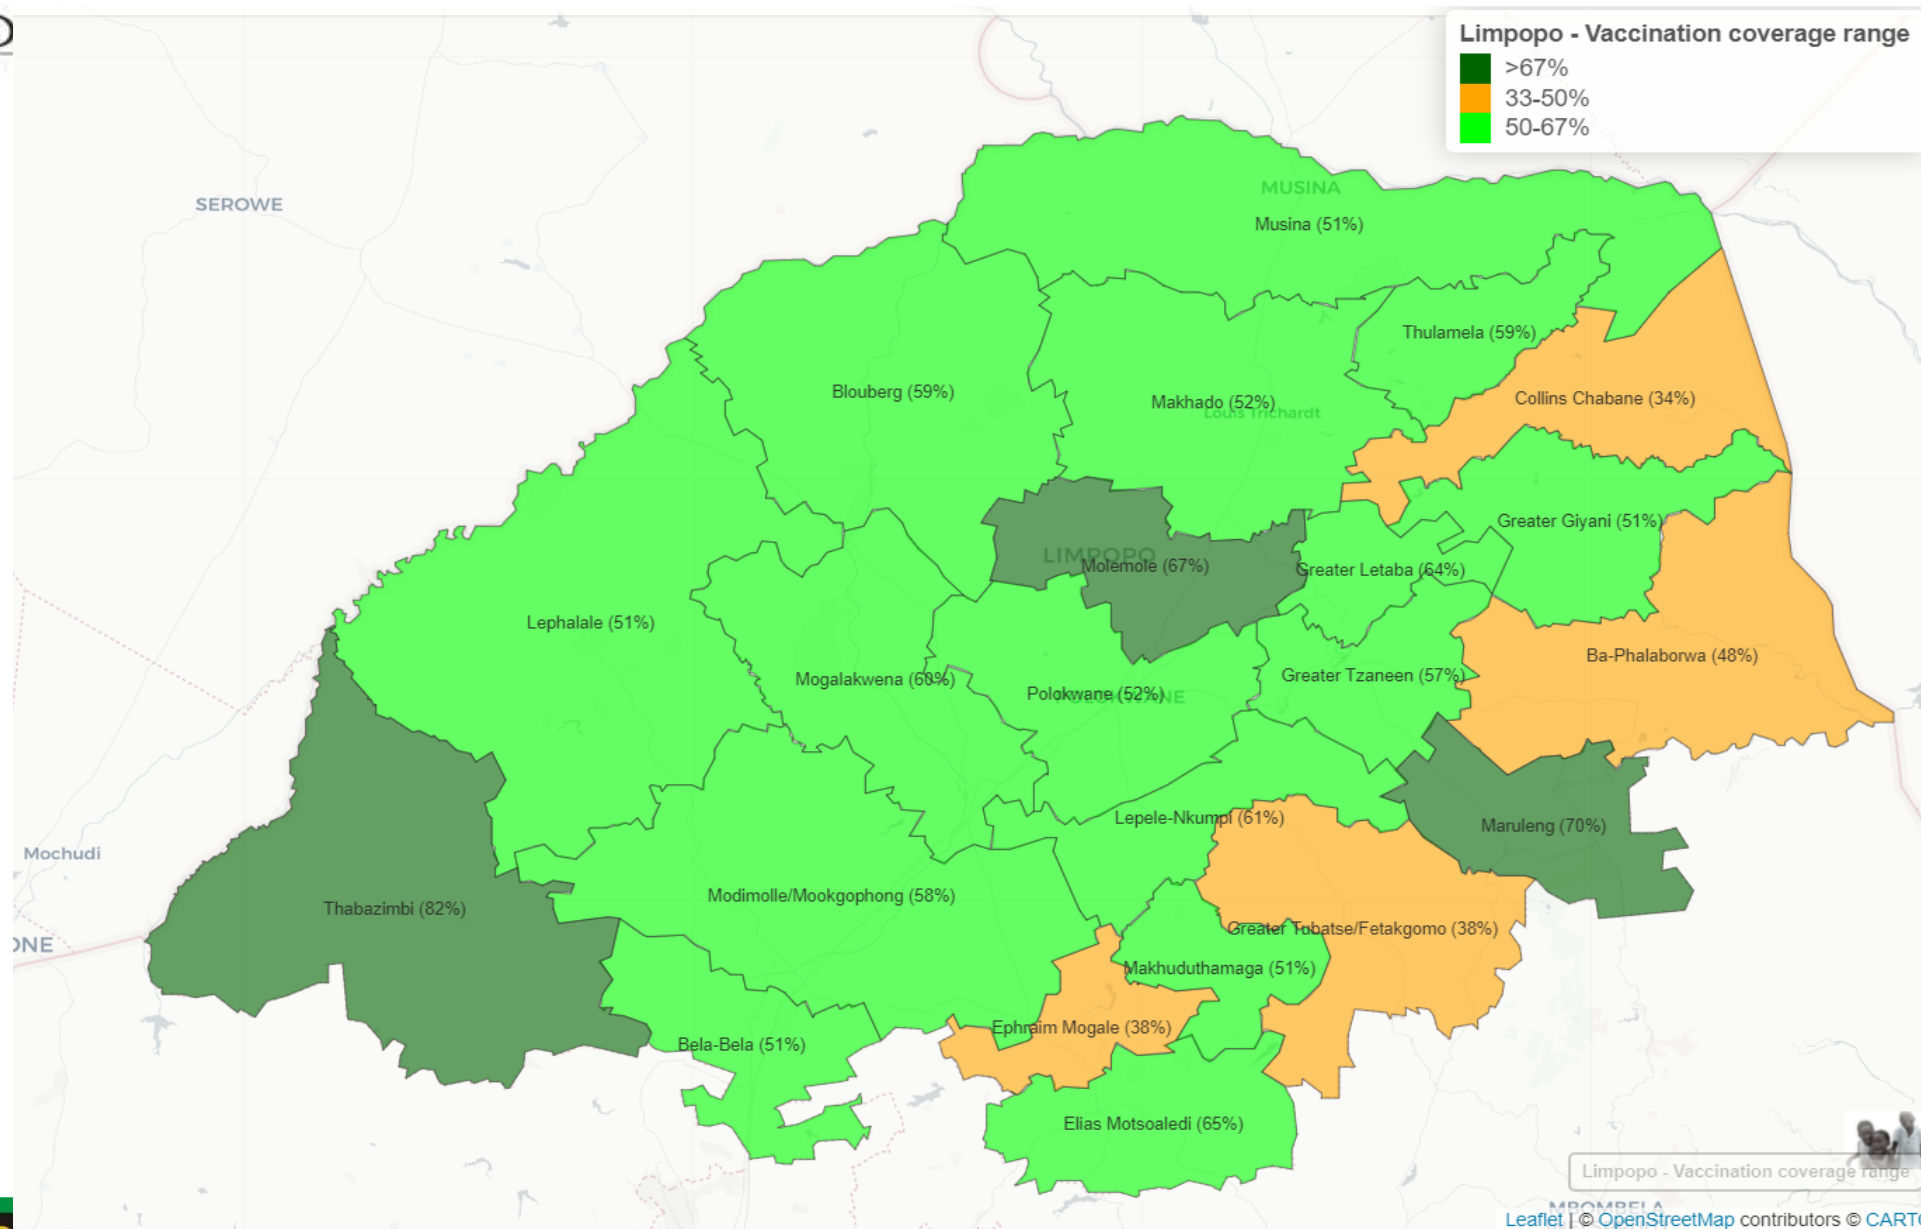 Limpopo - Vaccination coverage range
>67%
33-50%
50-67%
MUSINA
SEROWE
Musina (51%)
Thulamela (59%)
Blouberg (59%)
Collins Chabane (34%)
Makhado (52%)
Louis Trichardt
Greater Giyani (51%)
LIMPOPO
Molemole (67%)
Greater Letaba (64%)
Lephalale (51%)
Ba-Phalaborwa (48%)
Mogalakwena (60%)
Greater Tzaneen (57%)
Polokwane (52%)
POLOKWANE
Lepele-Nkumpi (61%)
Maruleng (70%)
Mochudi
Modimolle/Mookgophong (58%)
Thabazimbi (82%)
Greater Tubatse/Fetakgomo (38%)
ONE
Makhuduthamaga (51%)
Ephraim Mogale (38%)
Bela-Bela (51%)
Elias Motsoaledi (65%)
Limpopo - Vaccination coverage range
MBOMBELA
Leaflet | © OpenStreetMap contributors © CARTO